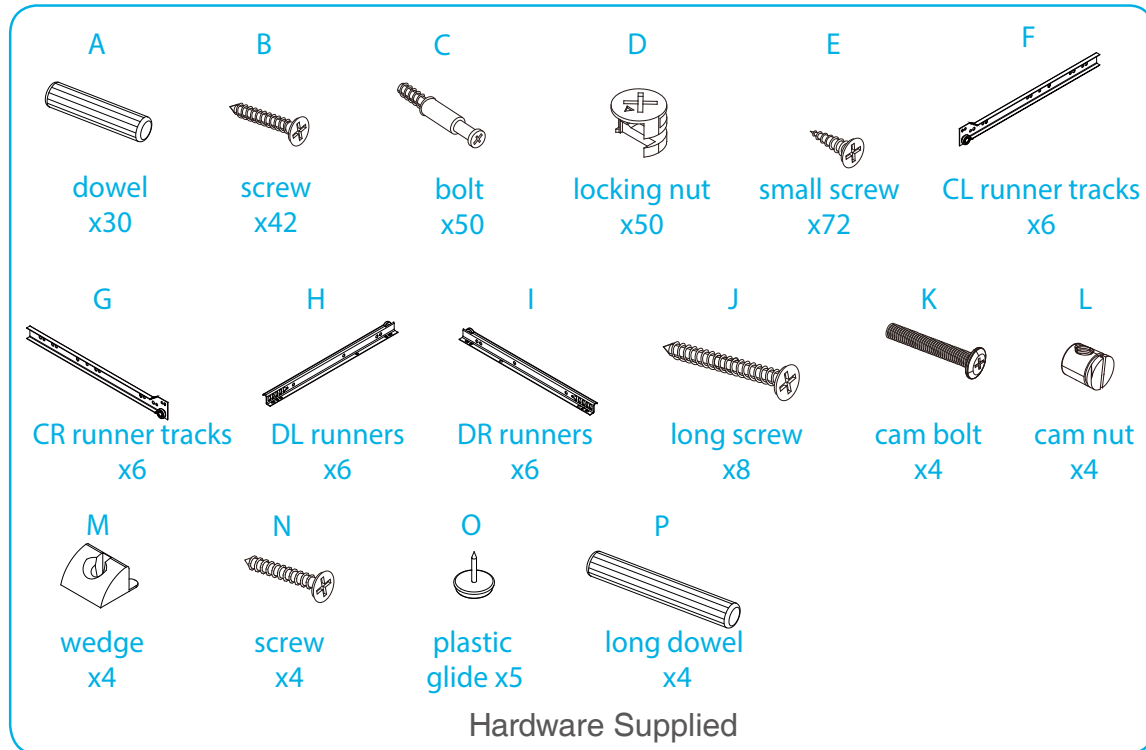 A B C D E F
dowel screw bolt locking nut small screw CL runner tracks
x30 x42 x50 x50 x72 x6
G H I J K L
CR runner tracks DL runners DR runners long screw cam bolt cam nut
x6 x6 x6 x8 x4 x4
M N O P
wedge screw plastic long dowel
x4 x4 glide x5 x4
Hardware Supplied